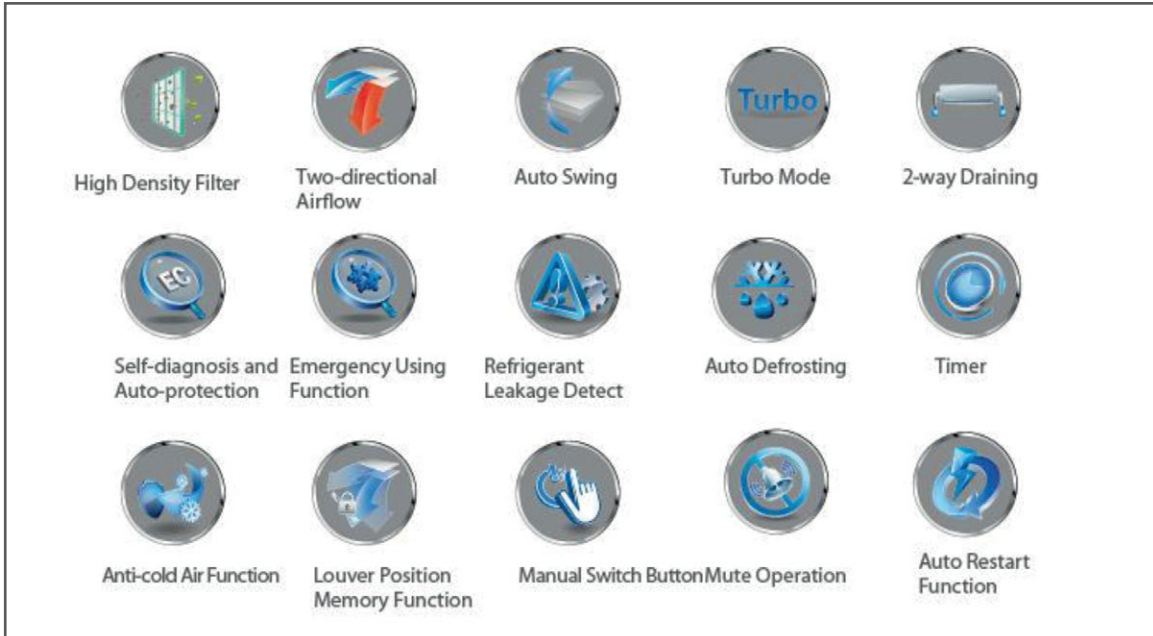 Turbo
High Density Filter
Two-directional
Airflow
Auto Swing
Turbo Mode
2-way Draining
EC
Self-diagnosis and
Auto-protection
Emergency Using
Function
Refrigerant
Leakage Detect
Auto Defrosting
Timer
Anti-cold Air Function
Louver Position
Memory Function
Manual Switch Button
Mute Operation
Auto Restart
Function